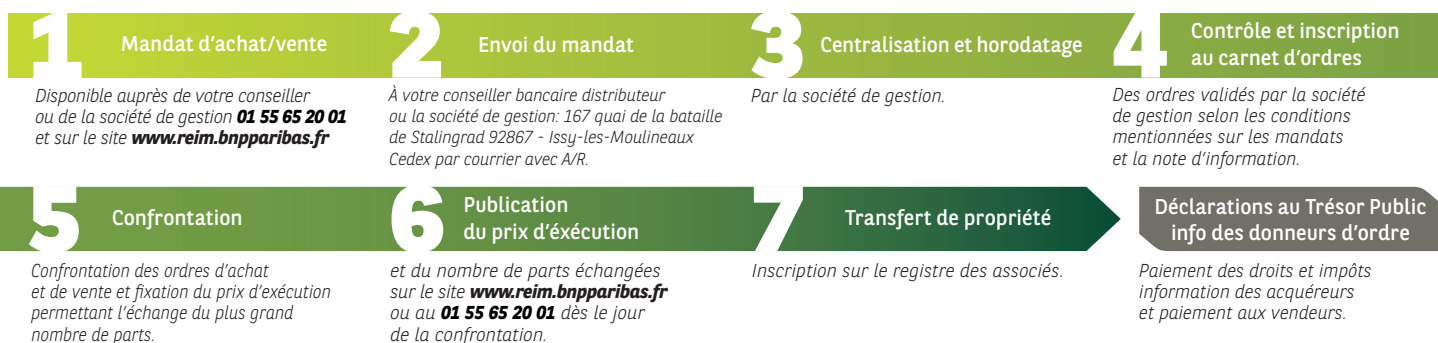 1 Mandat d'achat/vente
Disponible auprès de votre conseiller
ou de la société de gestion 01 55 65 20 01
et sur le site www.reim.bnpparibas.fr
2 Envoi du mandat
À votre conseiller bancaire distributeur
ou la société de gestion: 167 quai de la bataille
de Stalingrad 92867 - Issy-les-Moulineaux
Cedex par courrier avec A/R.
3 Centralisation et horodatage
Par la société de gestion.
4 Contrôle et inscription
au carnet d'ordres
Des ordres validés par la société
de gestion selon les conditions
mentionnées sur les mandats
et la note d'information.
5 Confrontation
Confrontation des ordres d'achat
et de vente et fixation du prix d'exécution
permettant l'échange du plus grand
nombre de parts.
6 Publication
du prix d'éxécution
et du nombre de parts échangées
sur le site www.reim.bnpparibas.fr
ou au 01 55 65 20 01 dès le jour
de la confrontation.
7 Transfert de propriété
Inscription sur le registre des associés.
Déclarations au Trésor Public
info des donneurs d'ordre
Paiement des droits et impôts
information des acquéreurs
et paiement aux vendeurs.